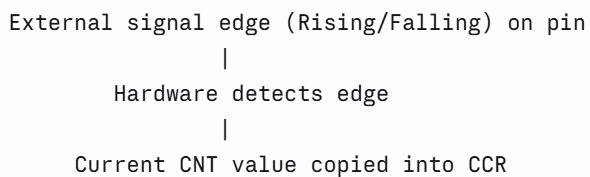 External signal edge (Rising/Falling) on pin
|
Hardware detects edge
|
Current CNT value copied into CCR